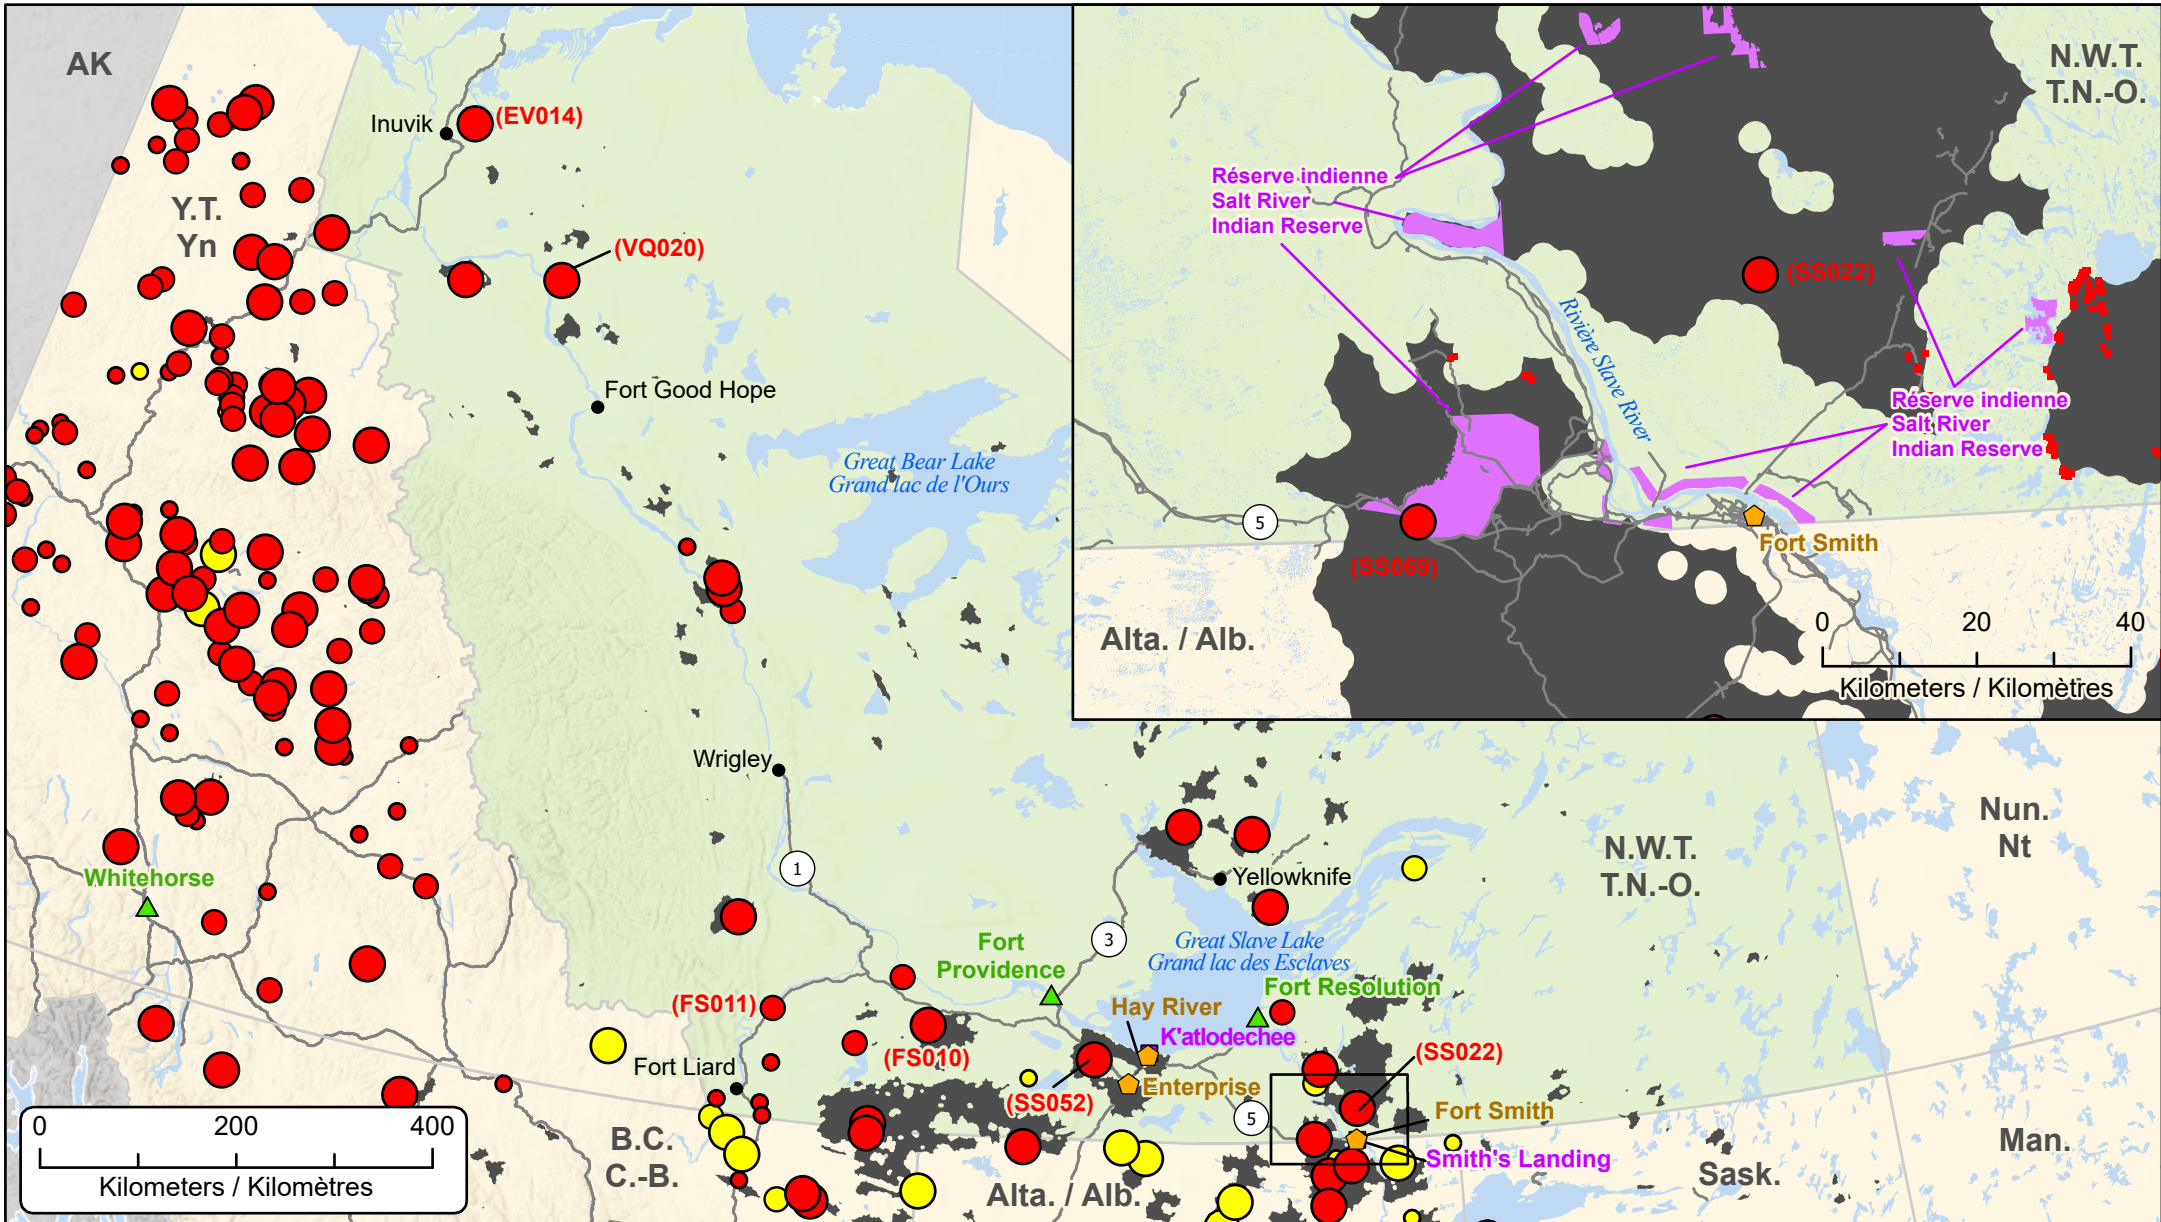 AK
Inuvik
(EV014)
Y.T.
Yn
(VQ020)
Fort Good Hope
Great Bear Lake
Grand lac de l'Ours
Wrigley
1
Whitehorse
Yellowknife
3
Great Slave Lake
Grand lac des Esclaves
Fort
Providence
Fort Resolution
Hay River
K'atlodechee
(FS011)
(FS010)
Fort Liard
(SS052)
Enterprise
5
(SS022)
Fort Smith
Smith's Landing
N.W.T.
T.N.-O.
Nun.
Nt
B.C.
C.-B.
Alta. / Alb.
Sask.
Man.
0 200 400
Kilometers / Kilomètres
N.W.T.
T.N.-O.
Réserve indienne
Salt River
Indian Reserve
(SS022)
Rivière Slave River
Réserve indienne
Salt River
Indian Reserve
5
(SS069)
Fort Smith
Alta. / Alb.
0 20 40
Kilometers / Kilomètres